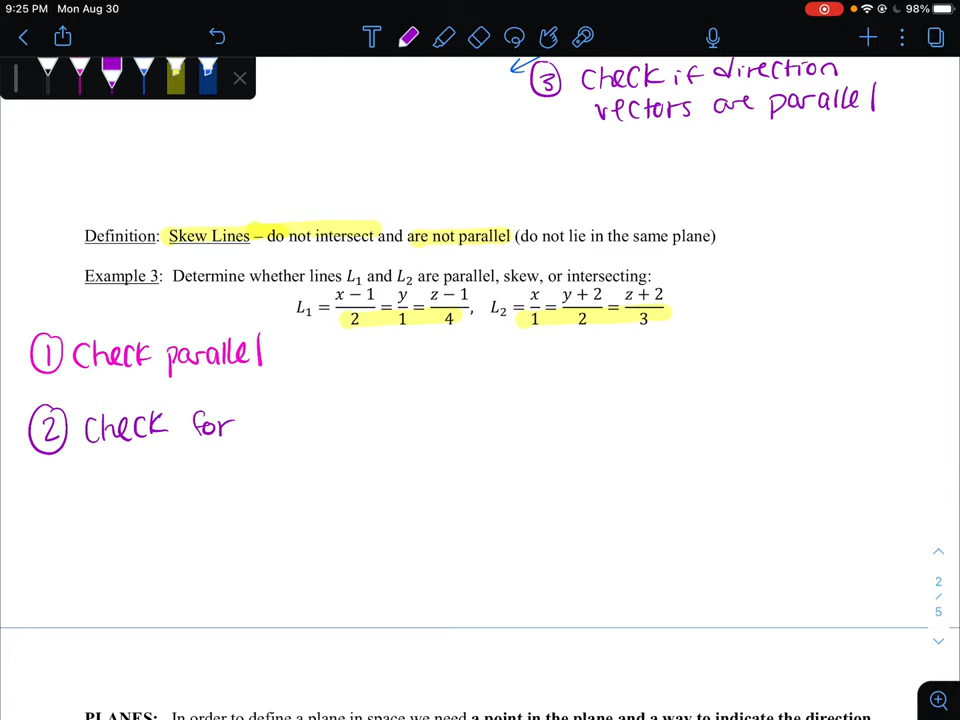 9:25 PM Mon Aug 30 98%
③ Check if direction
vectors are parallel
Definition: Skew Lines – do not intersect and are not parallel (do not lie in the same plane)
Example 3: Determine whether lines L₁ and L₂ are parallel, skew, or intersecting:
L₁ = (x − 1)/2 = y/1 = (z − 1)/4, L₂ = x/1 = (y + 2)/2 = (z + 2)/3
① Check parallel
② Check for
2 / 5
PLANES: In order to define a plane in space we need a point in the plane and a way to indicate the direction